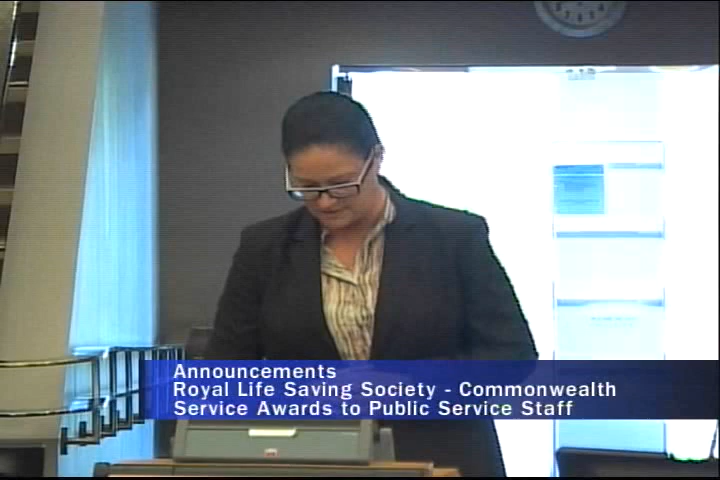 Announcements
Royal Life Saving Society - Commonwealth
Service Awards to Public Service Staff